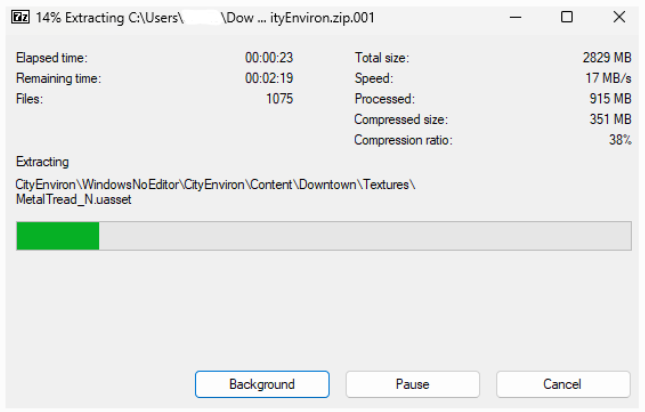 7z 14% Extracting C:\Users\ \Dow ... ityEnviron.zip.001
Elapsed time: 00:00:23 Total size: 2829 MB
Remaining time: 00:02:19 Speed: 17 MB/s
Files: 1075 Processed: 915 MB
Compressed size: 351 MB
Compression ratio: 38%
Extracting
CityEnviron\WindowsNoEditor\CityEnviron\Content\Downtown\Textures\
MetalTread_N.uasset
Background Pause Cancel